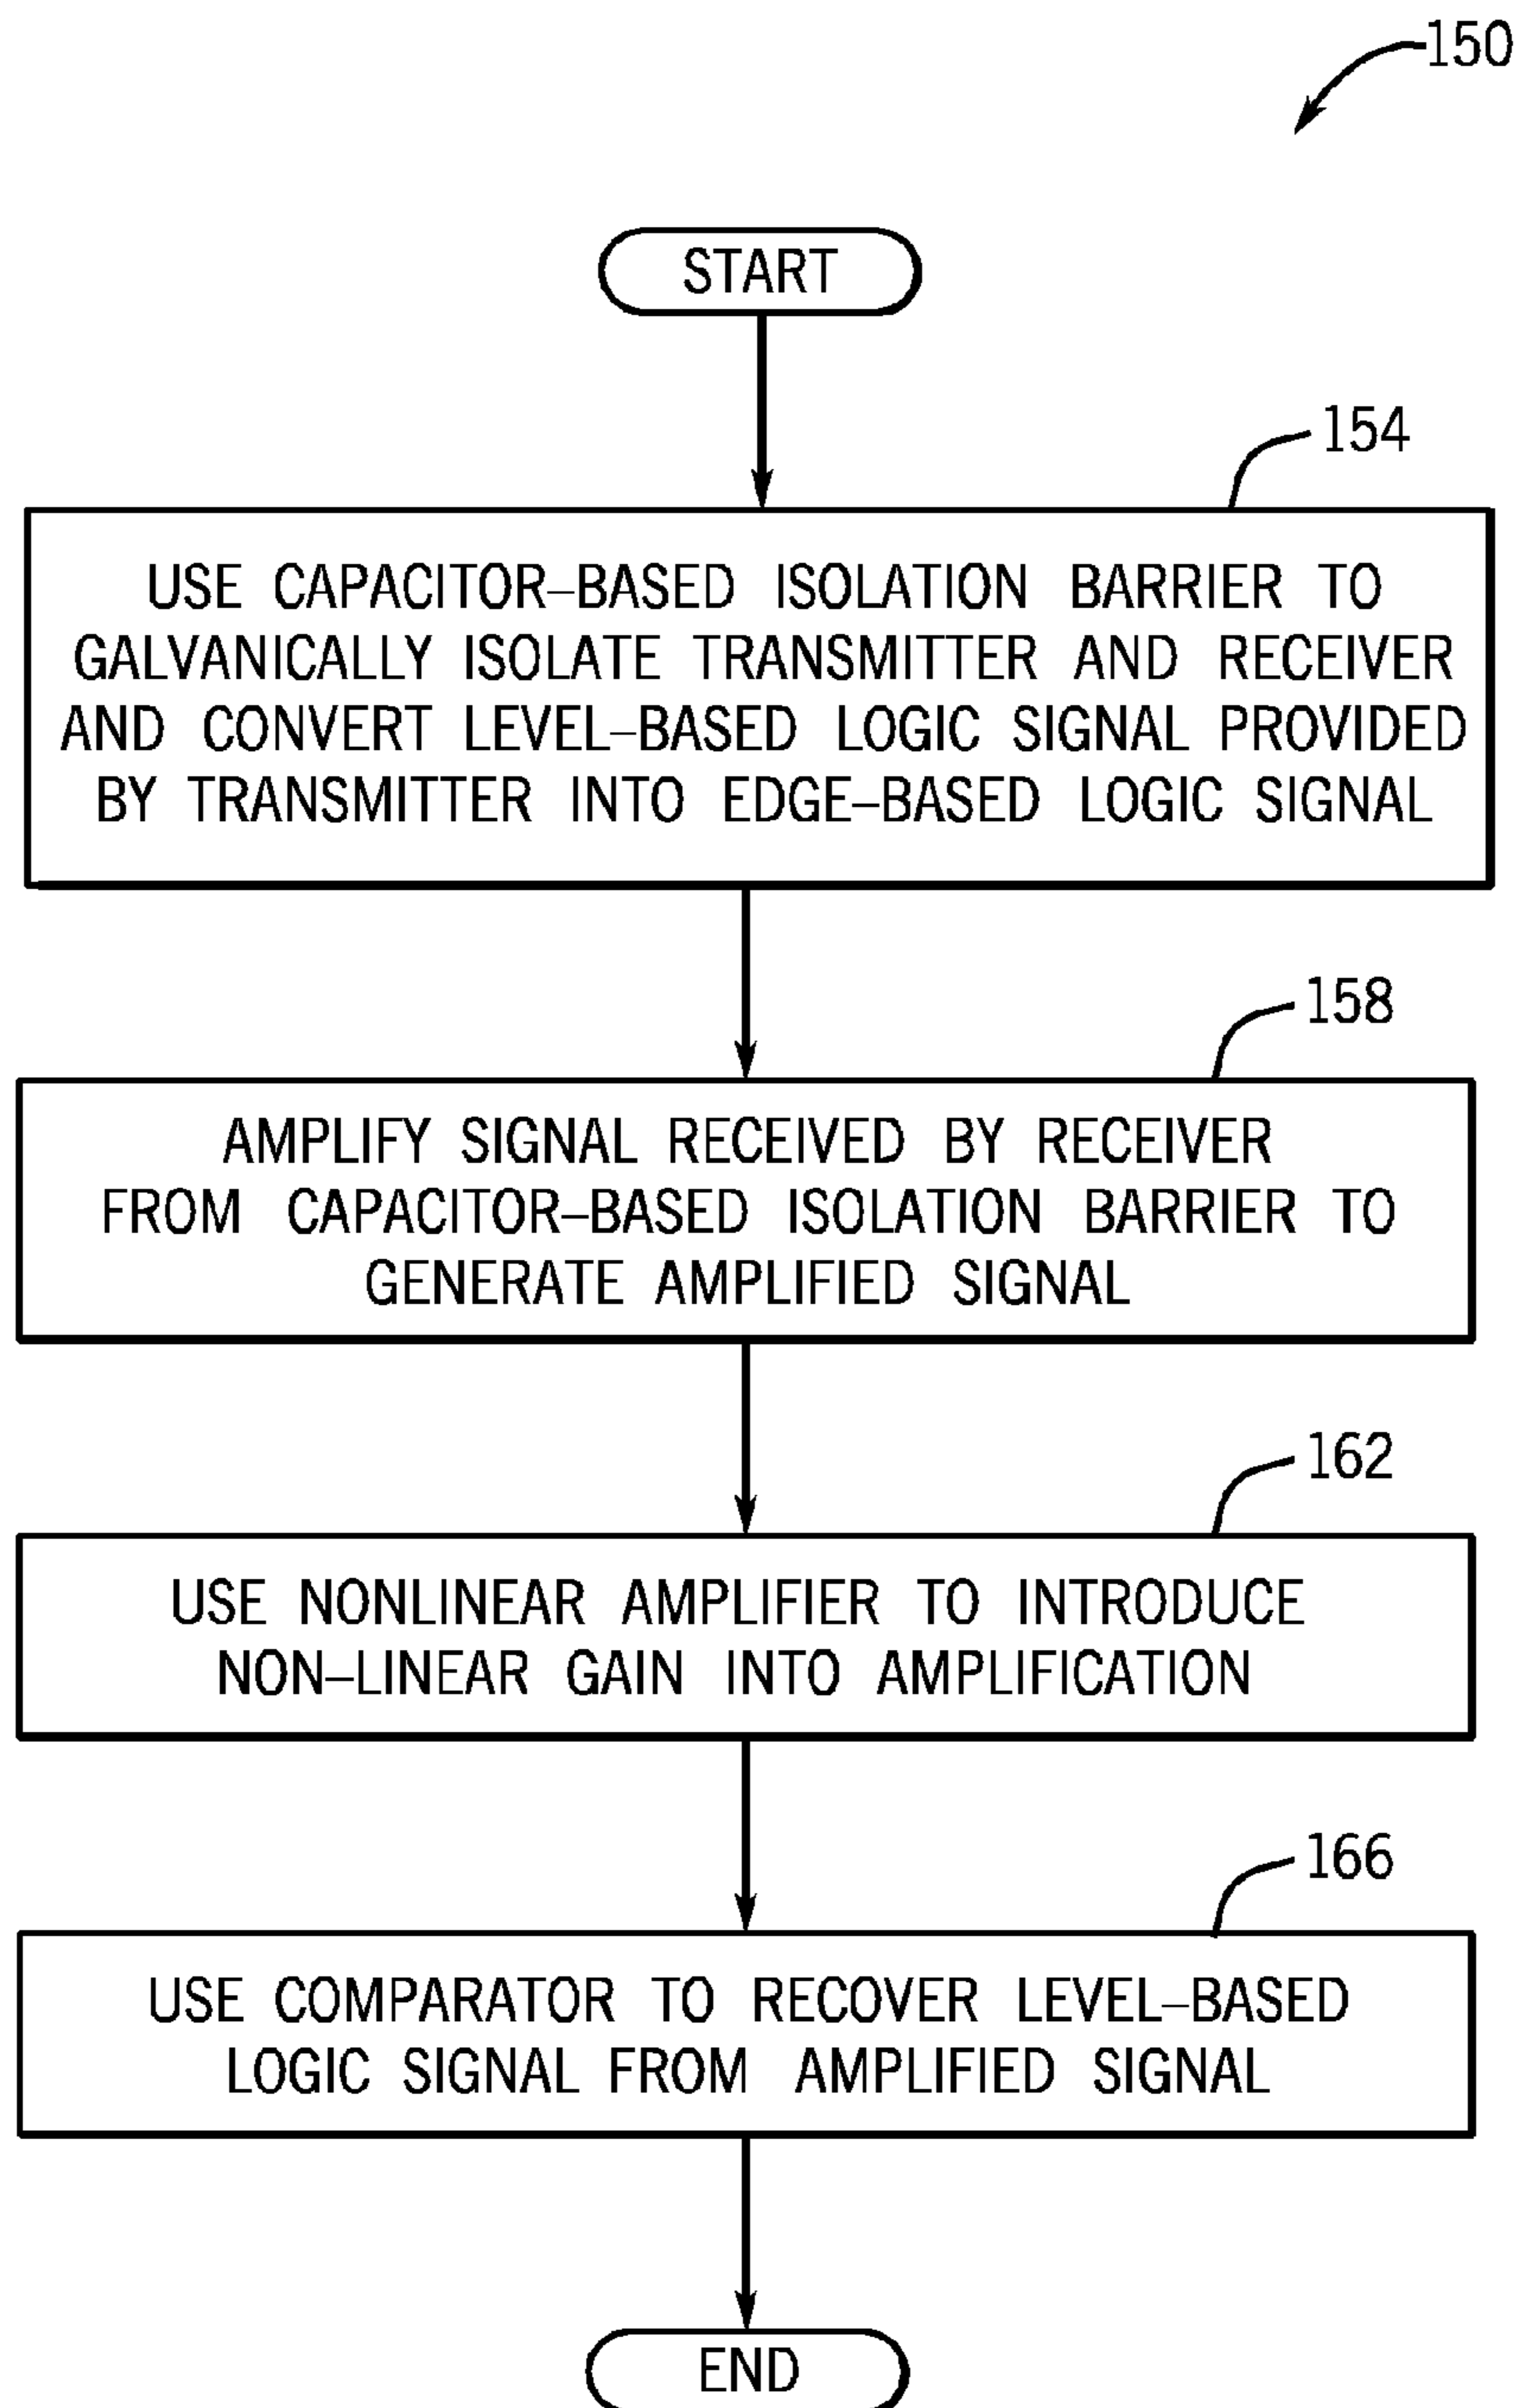 150
START
154
USE CAPACITOR–BASED ISOLATION BARRIER TO
GALVANICALLY ISOLATE TRANSMITTER AND RECEIVER
AND CONVERT LEVEL–BASED LOGIC SIGNAL PROVIDED
BY TRANSMITTER INTO EDGE–BASED LOGIC SIGNAL
158
AMPLIFY SIGNAL RECEIVED BY RECEIVER
FROM CAPACITOR–BASED ISOLATION BARRIER TO
GENERATE AMPLIFIED SIGNAL
162
USE NONLINEAR AMPLIFIER TO INTRODUCE
NON–LINEAR GAIN INTO AMPLIFICATION
166
USE COMPARATOR TO RECOVER LEVEL–BASED
LOGIC SIGNAL FROM AMPLIFIED SIGNAL
END